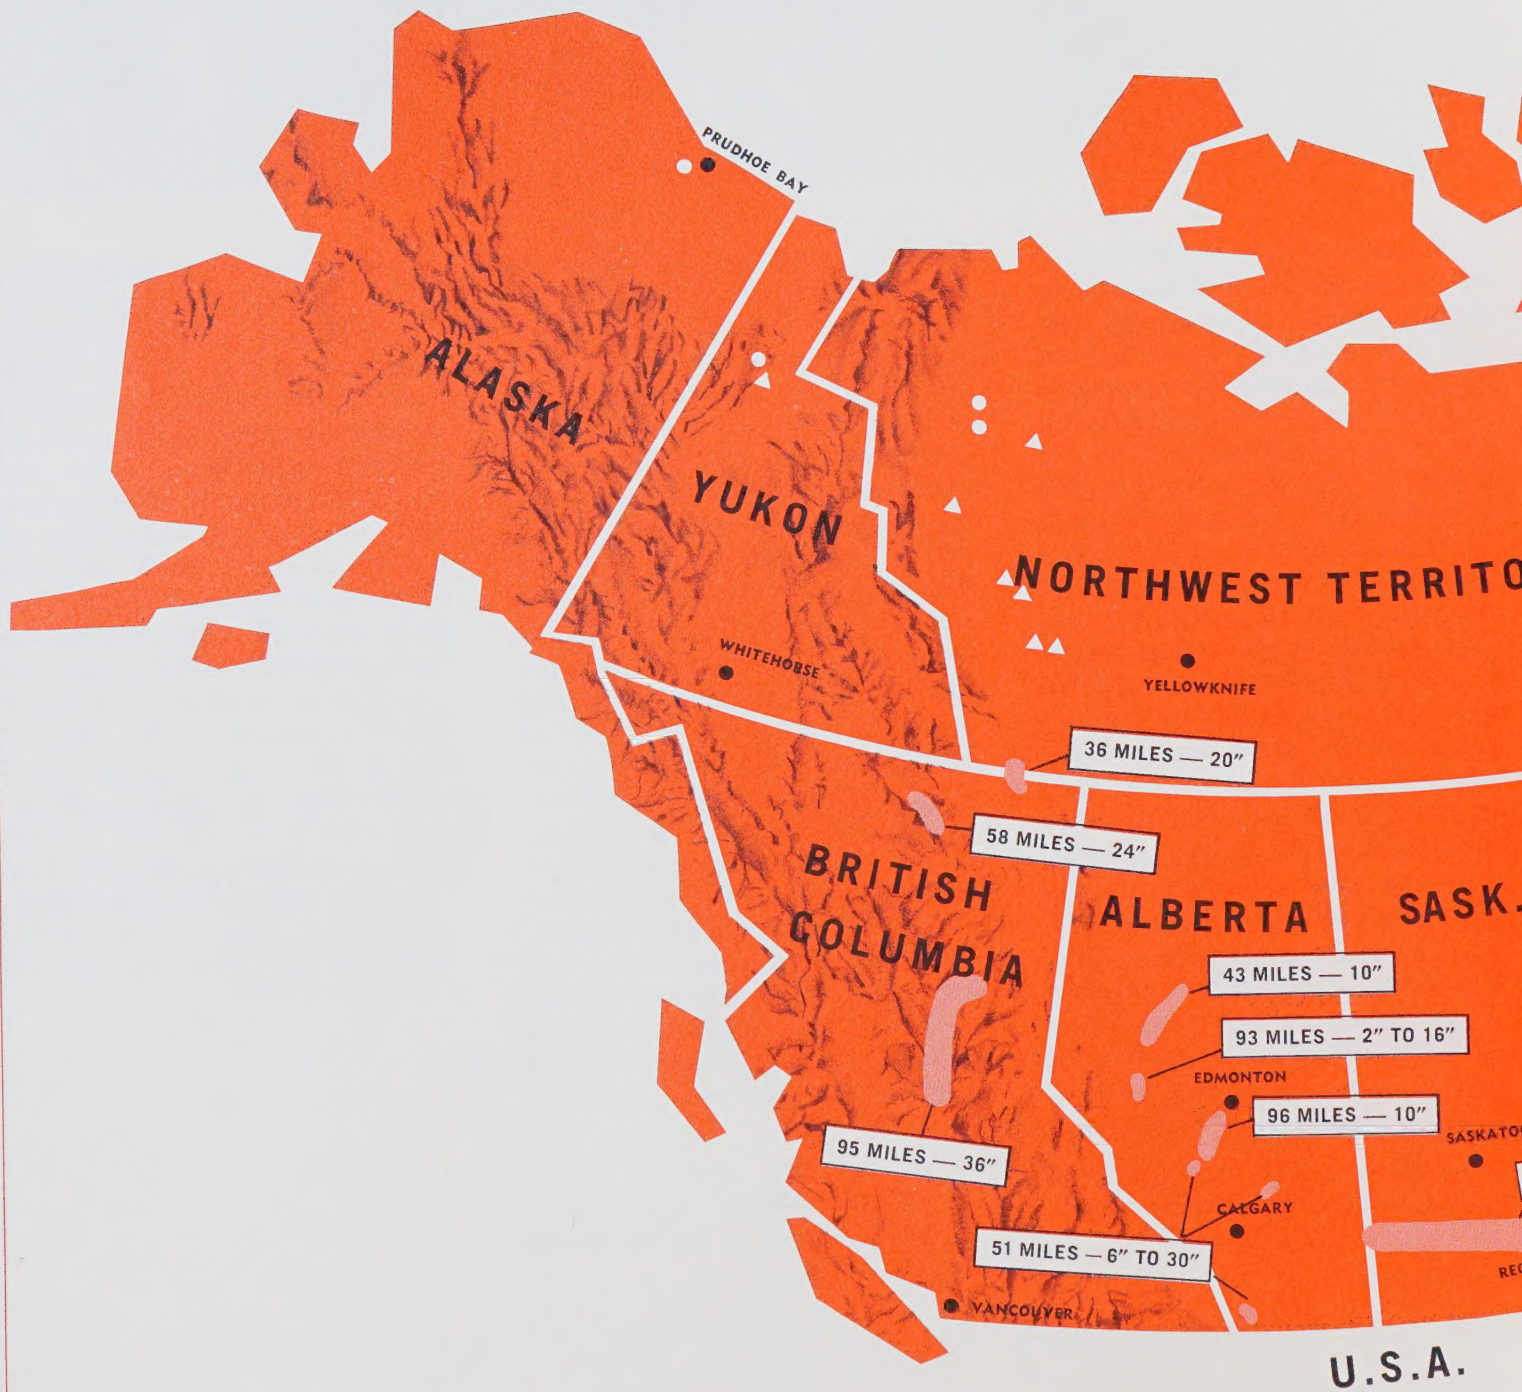 PRUDHOE BAY
ALASKA
YUKON
NORTHWEST TERRITO
WHITEHORSE
YELLOWKNIFE
36 MILES — 20″
58 MILES — 24″
BRITISH
COLUMBIA
ALBERTA
SASK.
43 MILES — 10″
93 MILES — 2″ TO 16″
EDMONTON
96 MILES — 10″
SASKATO
95 MILES — 36″
CALGARY
51 MILES — 6″ TO 30″
REG
VANCOUVER
U.S.A.